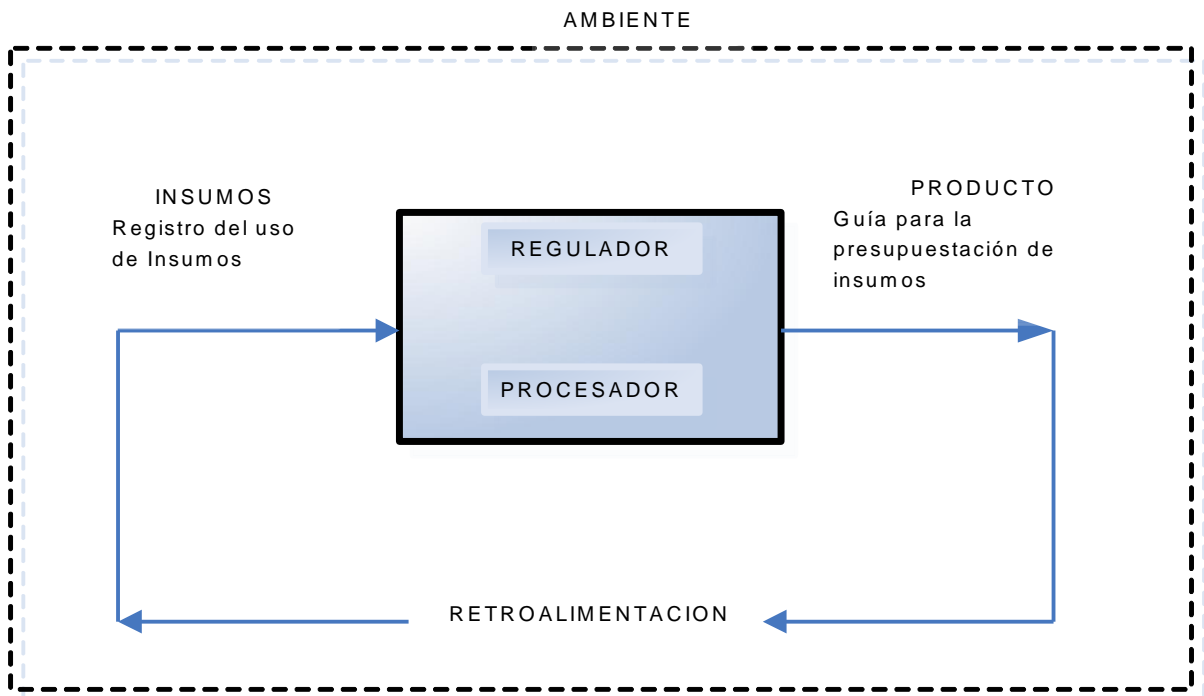 AMBIENTE
INSUMOS
Registro del uso
de Insumos
REGULADOR
PROCESADOR
PRODUCTO
Guía para la
presupuestación de
insumos
RETROALIMENTACION